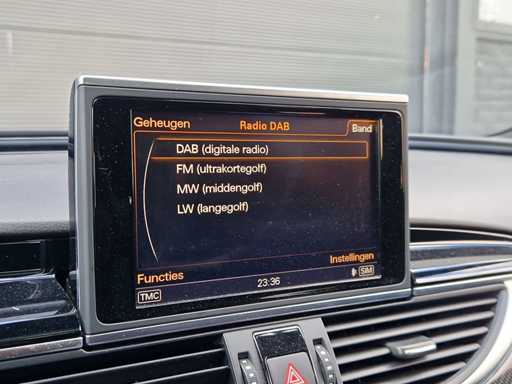 Geheugen
Radio DAB
Band
DAB (digitale radio)
FM (ultrakortegolf)
MW (middengolf)
LW (langegolf)
Instellingen
Functies
TMC
23:36
SIM